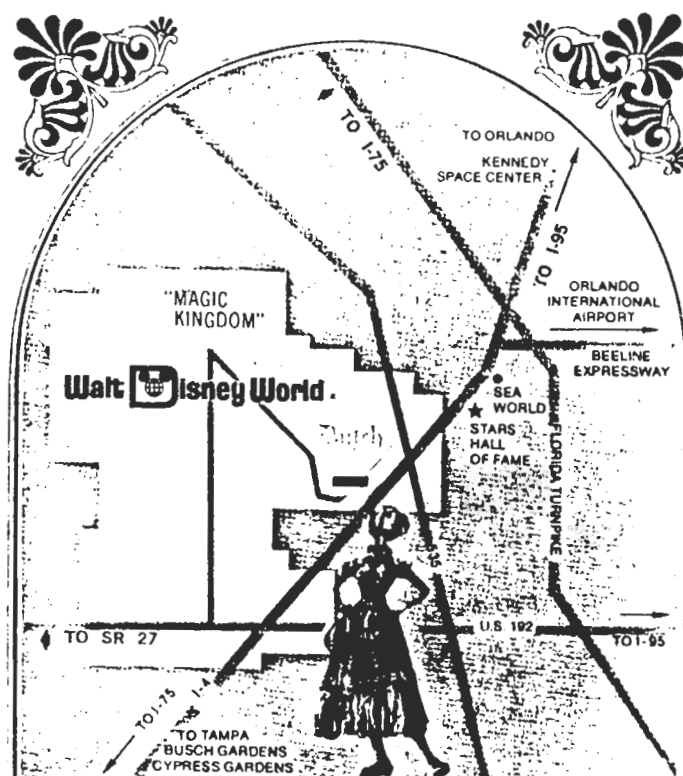 TO I-75
TO ORLANDO
KENNEDY
SPACE CENTER
TO I-95
ORLANDO
INTERNATIONAL
AIRPORT
BEELINE
EXPRESSWAY
"MAGIC
KINGDOM"
Walt Disney World.
SEA
WORLD
STARS
HALL
OF FAME
Dutch
FLORIDA TURNPIKE
TO SR 27
U.S. 192
TO I-95
TO I-75
I-4
TO TAMPA
BUSCH GARDENS
CYPRESS GARDENS